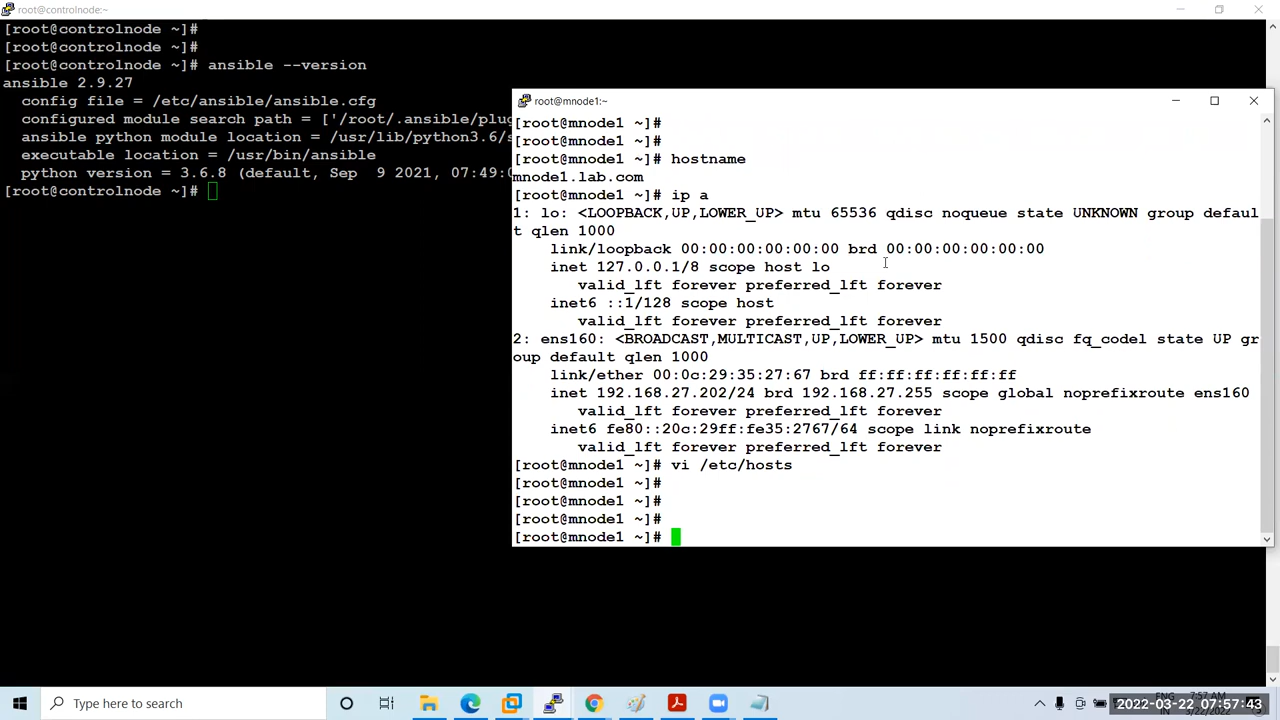 root@controlnode:~
[root@controlnode ~]#
[root@controlnode ~]#
[root@controlnode ~]# ansible --version
ansible 2.9.27
config file = /etc/ansible/ansible.cfg
configured module search path = ['/root/.ansible/plug
ansible python module location = /usr/lib/python3.6/s
executable location = /usr/bin/ansible
python version = 3.6.8 (default, Sep  9 2021, 07:49:0
[root@controlnode ~]#
root@mnode1:~
[root@mnode1 ~]#
[root@mnode1 ~]#
[root@mnode1 ~]# hostname
mnode1.lab.com
[root@mnode1 ~]# ip a
1: lo: <LOOPBACK,UP,LOWER_UP> mtu 65536 qdisc noqueue state UNKNOWN group defaul
t qlen 1000
link/loopback 00:00:00:00:00:00 brd 00:00:00:00:00:00
inet 127.0.0.1/8 scope host lo
valid_lft forever preferred_lft forever
inet6 ::1/128 scope host
valid_lft forever preferred_lft forever
2: ens160: <BROADCAST,MULTICAST,UP,LOWER_UP> mtu 1500 qdisc fq_codel state UP gr
oup default qlen 1000
link/ether 00:0c:29:35:27:67 brd ff:ff:ff:ff:ff:ff
inet 192.168.27.202/24 brd 192.168.27.255 scope global noprefixroute ens160
valid_lft forever preferred_lft forever
inet6 fe80::20c:29ff:fe35:2767/64 scope link noprefixroute
valid_lft forever preferred_lft forever
[root@mnode1 ~]# vi /etc/hosts
[root@mnode1 ~]#
[root@mnode1 ~]#
[root@mnode1 ~]#
[root@mnode1 ~]#
Type here to search
ENG
7:57 AM
2022-03-22 07:57:43